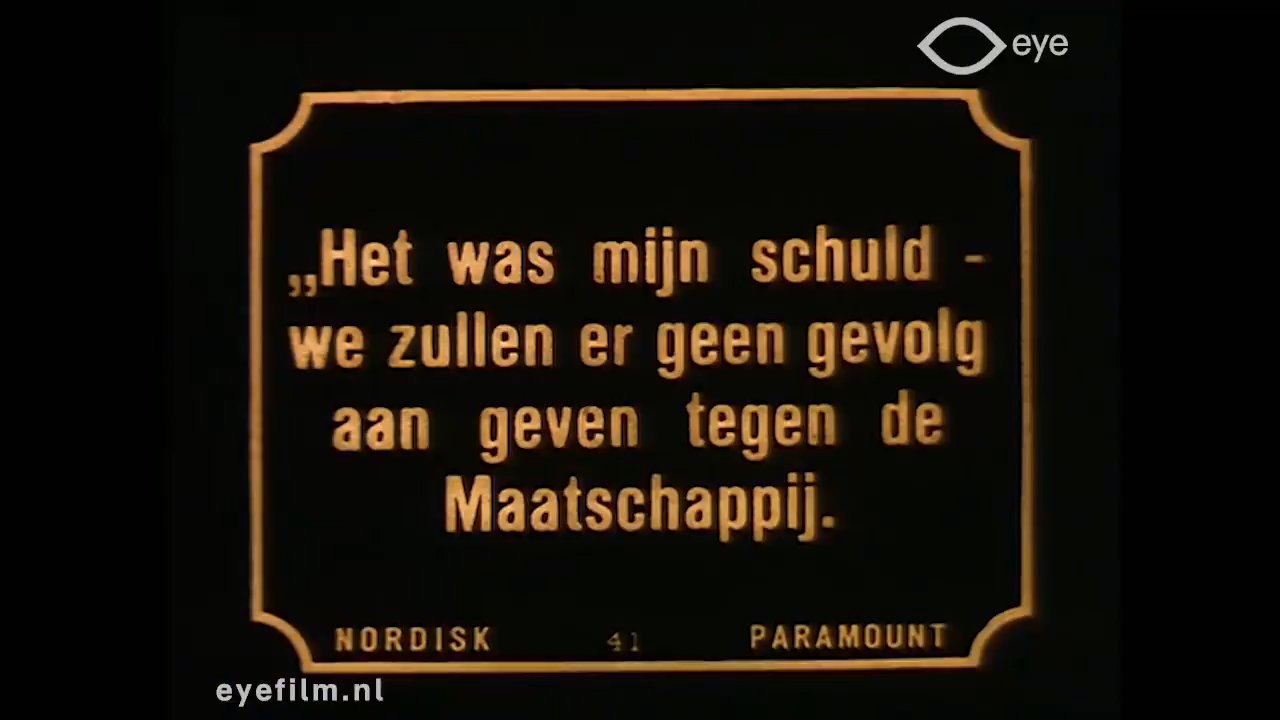 eye
„Het was mijn schuld -
we zullen er geen gevolg
aan geven tegen de
Maatschappij.
NORDISK 41 PARAMOUNT
eyefilm.nl